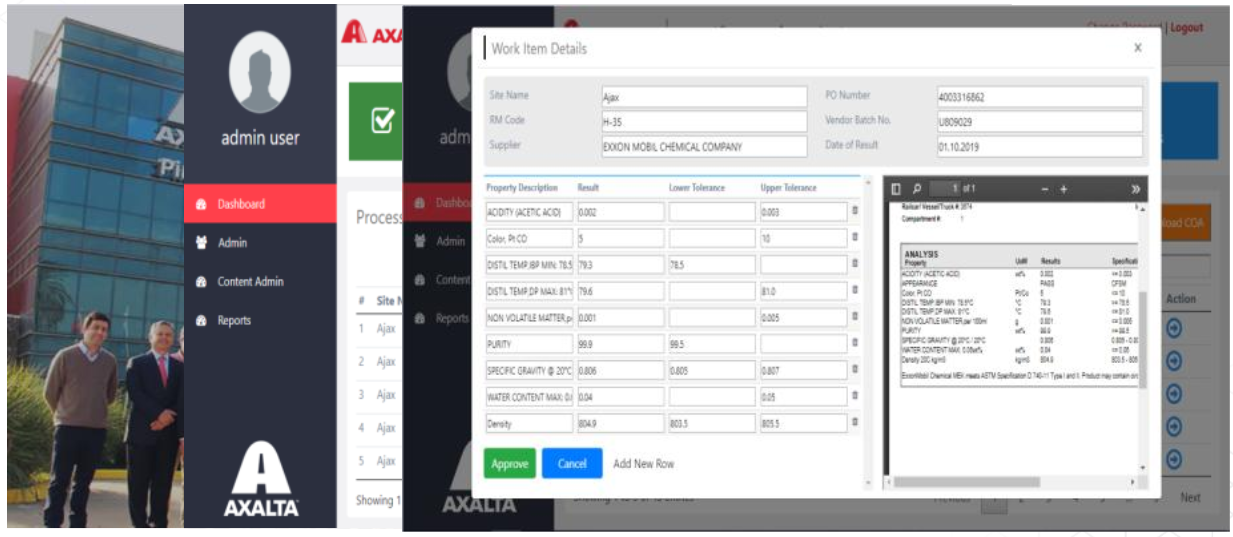 admin user
Dashboard
Admin
Content Admin
Reports
AXALTA
Process
# Site N
1 Ajax
2 Ajax
3 Ajax
4 Ajax
5 Ajax
Showing 1
Dashbo
Admin
Content
Reports
AXALTA
| Logout
Work Item Details
X
Site Name Ajax PO Number 4003316862
RM Code H-35 Vendor Batch No. U809029
Supplier EXXON MOBIL CHEMICAL COMPANY Date of Result 01.10.2019
Property Description Result Lower Tolerance Upper Tolerance
ACIDITY (ACETIC ACID) 0.002 0.003
Color, Pt CO 5 10
DISTIL TEMP,IBP MIN: 78.5 79.3 78.5
DISTIL TEMP,DP MAX: 81° 79.6 81.0
NON VOLATILE MATTER,p 0.001 0.005
PURITY 99.9 99.5
SPECIFIC GRAVITY @ 20°C 0.806 0.805 0.807
WATER CONTENT MAX: 0.0 0.04 0.05
Density 804.9 803.5 805.5
Approve Cancel Add New Row
1 of 1
Railcar/ Vessel/Truck #: 3574
Compartment #: 1
ANALYSIS
Property UoM Results Specificati
ACIDITY (ACETIC ACID) wt% 0.002 <= 0.003
APPEARANCE PASS CFSM
Color, Pt CO Pt/Co 5 <= 10
DISTIL TEMP,IBP MIN: 78.5°C °C 79.3 >= 78.5
DISTIL TEMP,DP MAX: 81°C °C 79.6 <= 81.0
NON VOLATILE MATTER,per 100ml g 0.001 <= 0.005
PURITY wt% 99.9 >= 99.5
SPECIFIC GRAVITY @ 20°C / 20°C 0.806
WATER CONTENT MAX: 0.05wt% wt% 0.04 <= 0.05
Density 20C kg/m3 kg/m3 804.9 803.5 - 805
ExxonMobil Chemical MEK meets ASTM Specification D 740-11 Type I and II. Product may contain
load COA
Action
Next